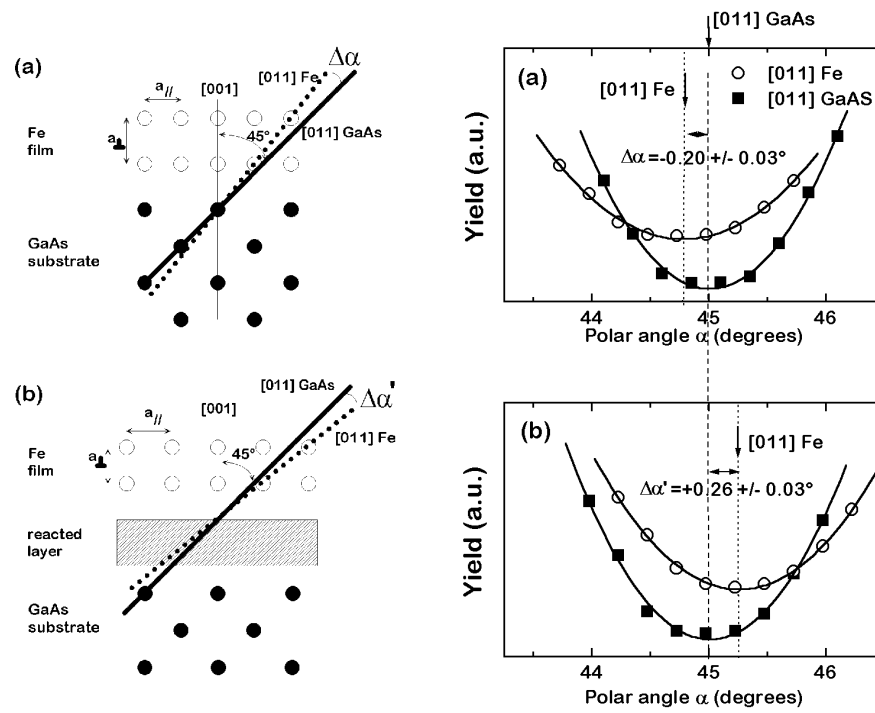 (a)
Δα
[011] Fe
[001]
a//
45°
[011] GaAs
Fe
film
a⊥
GaAs
substrate
(b)
[011] GaAs
Δα'
[001]
a//
[011] Fe
45°
Fe
film
a⊥
reacted
layer
GaAs
substrate
[011] GaAs
(a)
[011] Fe
[011] Fe
[011] GaAS
Δα=-0.20 +/- 0.03°
Yield (a.u.)
44
45
46
Polar angle α (degrees)
(b)
[011] Fe
Δα'=+0.26 +/- 0.03°
Yield (a.u.)
44
45
46
Polar angle α (degrees)